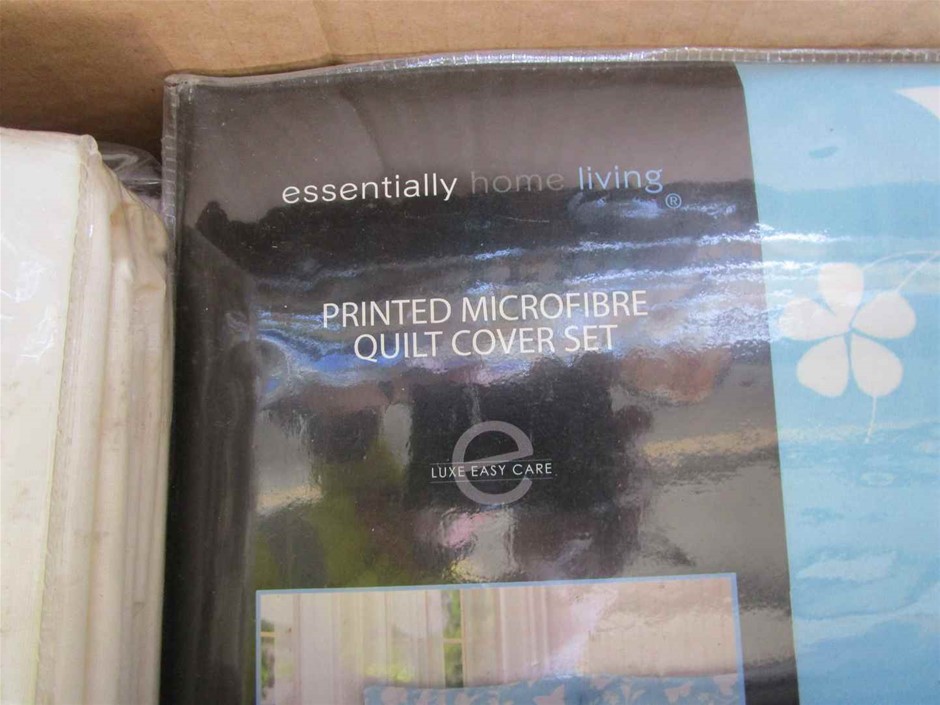 essentially home living®
PRINTED MICROFIBRE
QUILT COVER SET
e
LUXE EASY CARE